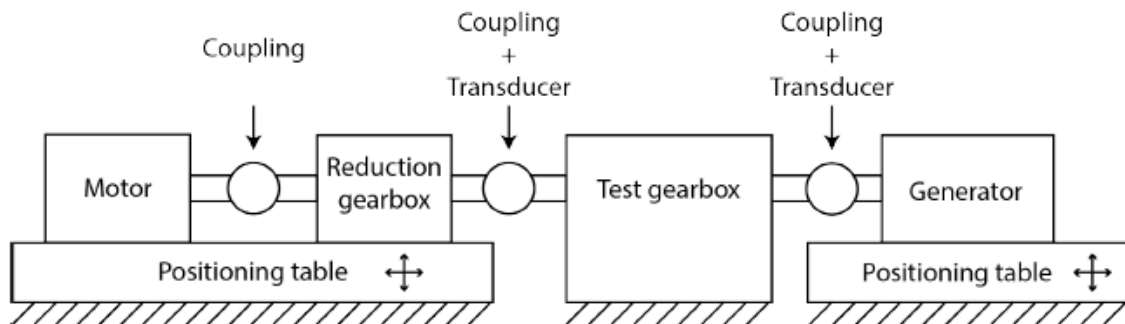 Coupling
Coupling
+
Transducer
Coupling
+
Transducer
Motor
Reduction
gearbox
Test gearbox
Generator
Positioning table
Positioning table